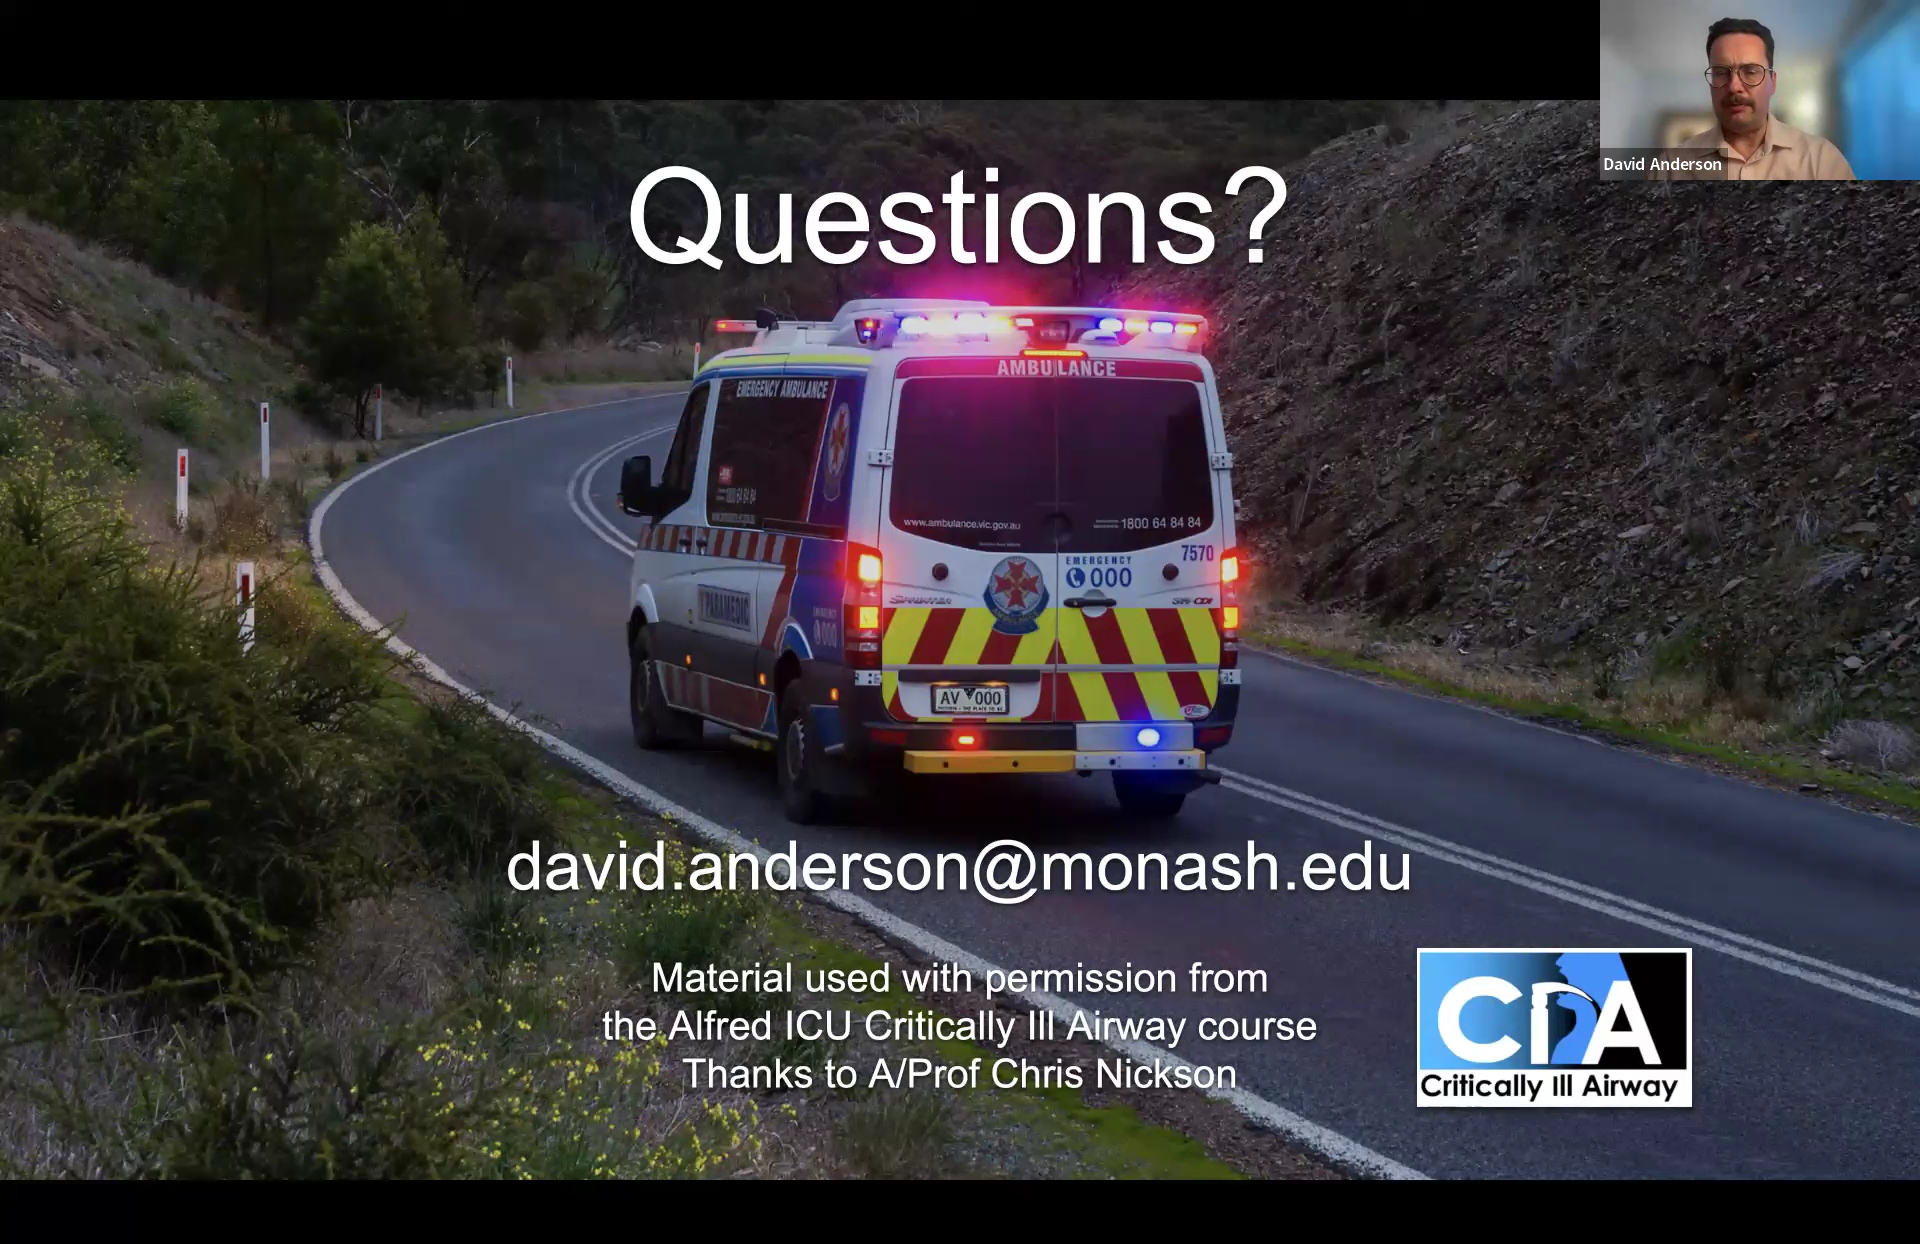 David Anderson
Questions?
AMBULANCE
EMERGENCY AMBULANCE
www.ambulance.vic.gov.au
1800 64 84 84
7570
EMERGENCY
000
PARAMEDIC
AV 000
david.anderson@monash.edu
Material used with permission from
the Alfred ICU Critically Ill Airway course
Thanks to A/Prof Chris Nickson
CIA
Critically Ill Airway